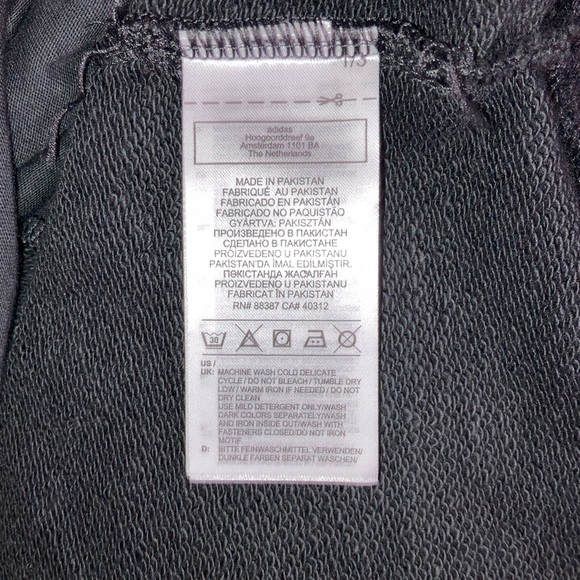 1/3
adidas
Hoogoorddreef 9a
Amsterdam 1101 BA
The Netherlands
MADE IN PAKISTAN
FABRIQUÉ AU PAKISTAN
FABRICADO EN PAKISTÁN
FABRICADO NO PAQUISTÃO
GYÁRTVA: PAKISZTÁN
ПРОИЗВЕДЕНО В ПАКИСТАН
СДЕЛАНО В ПАКИСТАНЕ
PROIZVEDENO U PAKISTANU
PAKİSTAN'DA İMAL EDİLMİŞTİR.
ПӘКІСТАНДА ЖАСАЛҒАН
PROIZVEDENO U PAKISTANU
FABRICAT ÎN PAKISTAN
RN# 88387 CA# 40312
30
US /
UK: MACHINE WASH COLD DELICATE
CYCLE / DO NOT BLEACH / TUMBLE DRY
LOW / WARM IRON IF NEEDED / DO NOT
DRY CLEAN
USE MILD DETERGENT ONLY/WASH
DARK COLORS SEPARATELY/WASH
AND IRON INSIDE OUT/WASH WITH
FASTENERS CLOSED/DO NOT IRON
MOTIF
D: BITTE FEINWASCHMITTEL VERWENDEN/
DUNKLE FARBEN SEPARAT WASCHEN/